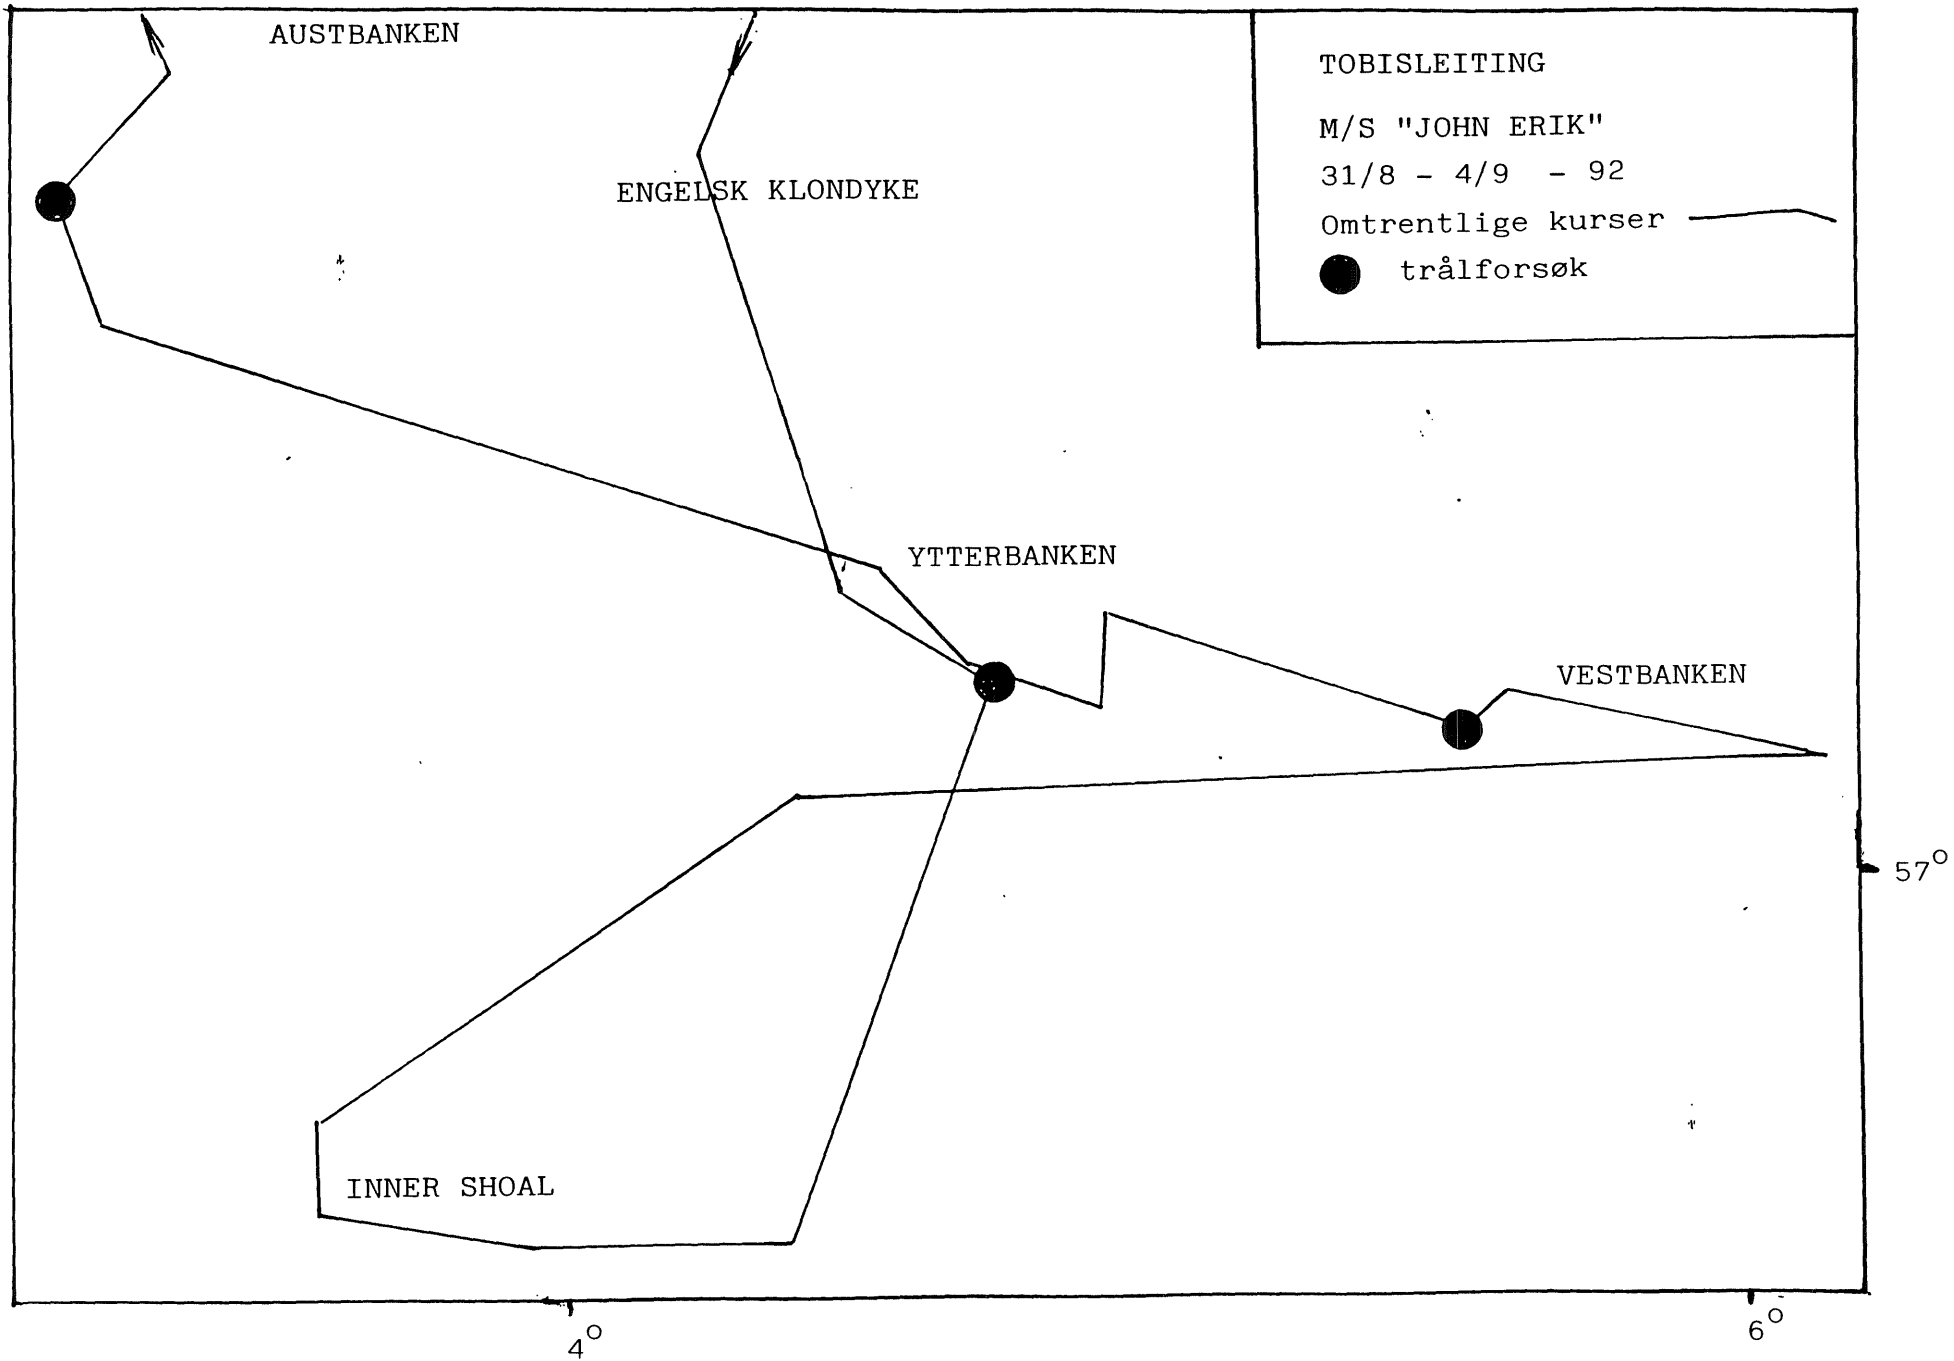 AUSTBANKEN
TOBISLEITING
M/S "JOHN ERIK"
31/8 - 4/9 - 92
Omtrentlige kurser
trålforsøk
ENGELSK KLONDYKE
YTTERBANKEN
VESTBANKEN
57°
INNER SHOAL
4°
6°